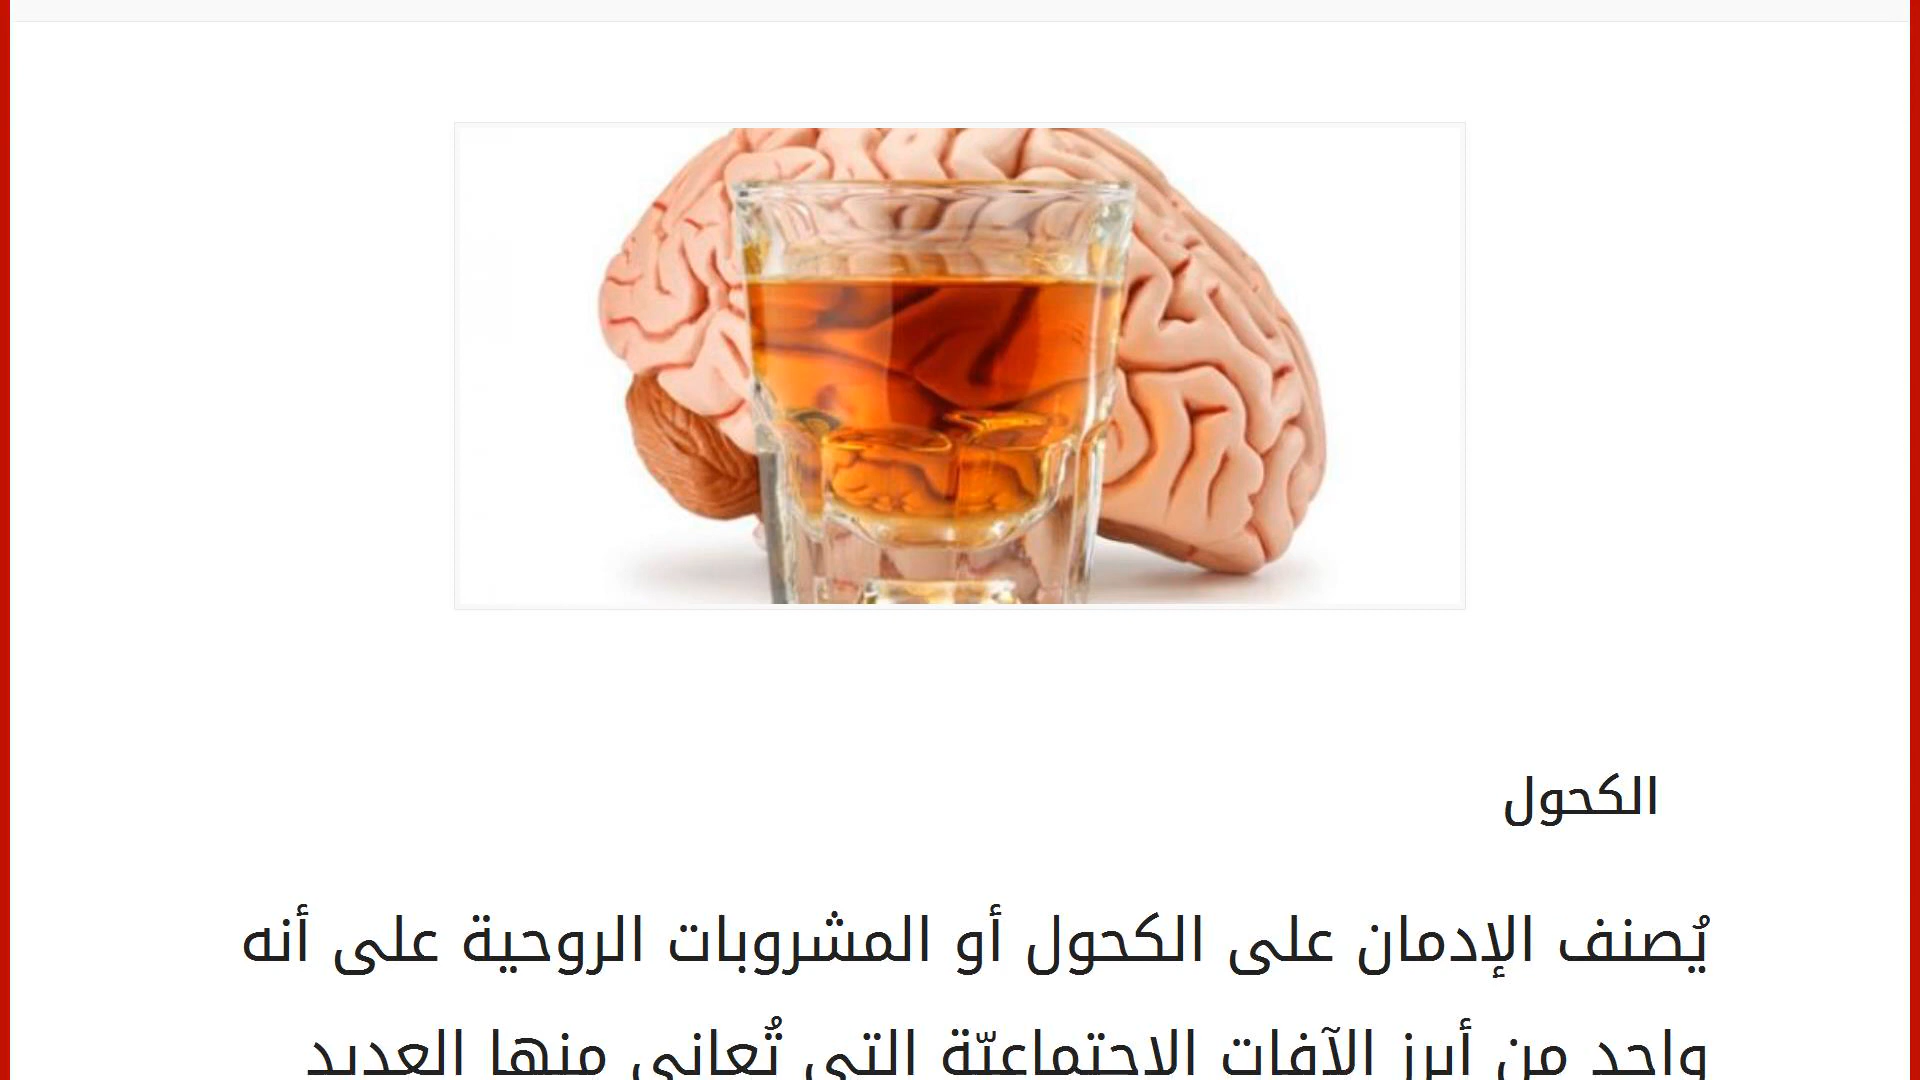 الكحول
يُصنف الإدمان على الكحول أو المشروبات الروحية على أنه
واحد من أبرز الآفات الاجتماعيّة التي تُعاني منها العديد